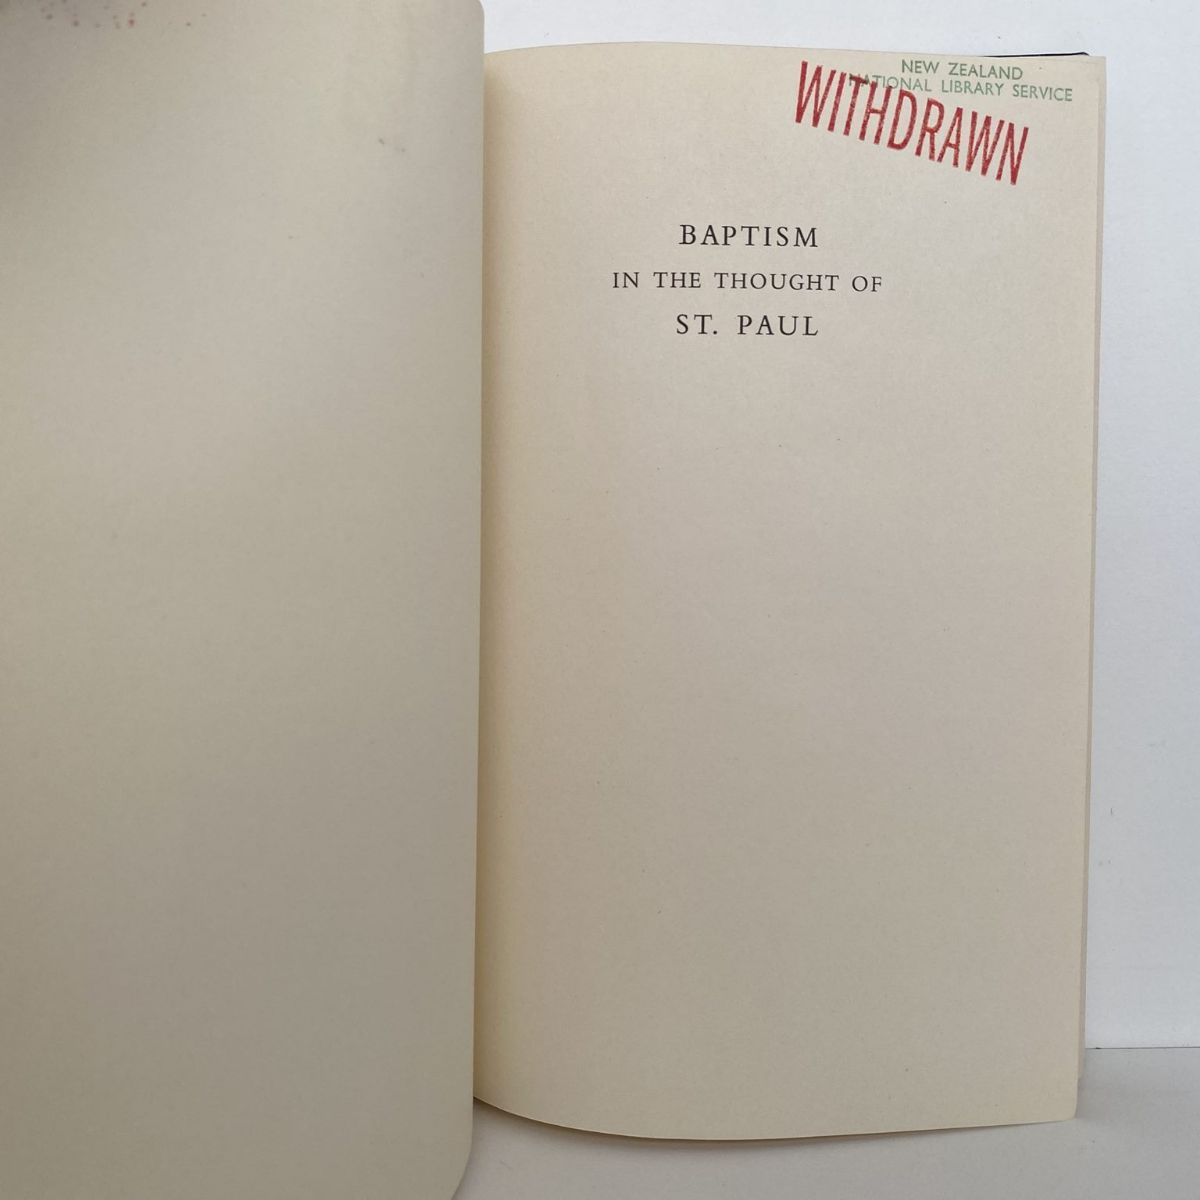 NEW ZEALAND
NATIONAL LIBRARY SERVICE
WITHDRAWN
BAPTISM
IN THE THOUGHT OF
ST. PAUL